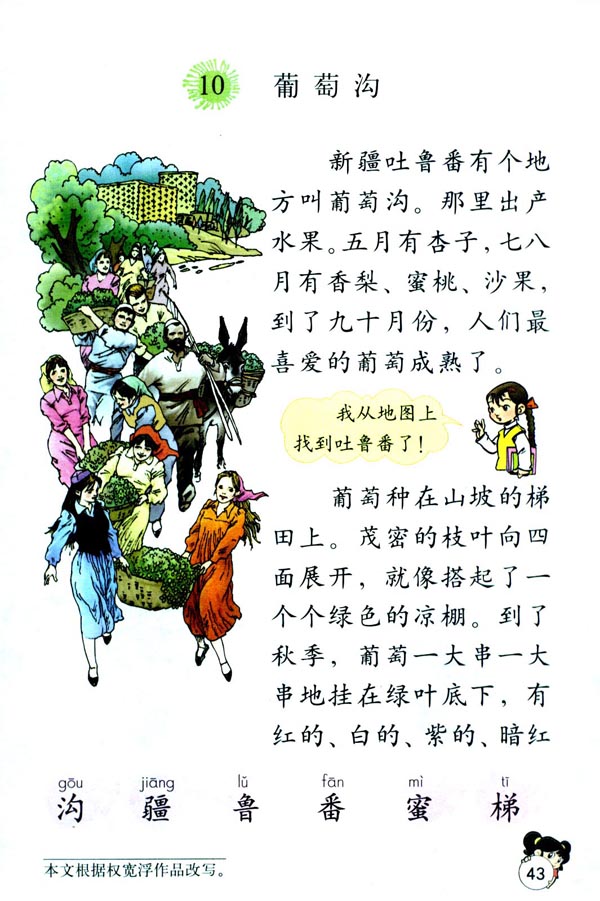 10 葡萄沟
新疆吐鲁番有个地
方叫葡萄沟。那里出产
水果。五月有杏子，七八
月有香梨、蜜桃、沙果，
到了九十月份，人们最
喜爱的葡萄成熟了。
我从地图上
找到吐鲁番了！
葡萄种在山坡的梯
田上。茂密的枝叶向四
面展开，就像搭起了一
个个绿色的凉棚。到了
秋季，葡萄一大串一大
串地挂在绿叶底下，有
红的、白的、紫的、暗红
gōu jiāng lǔ fān mì tī
沟 疆 鲁 番 蜜 梯
本文根据权宽浮作品改写。
43